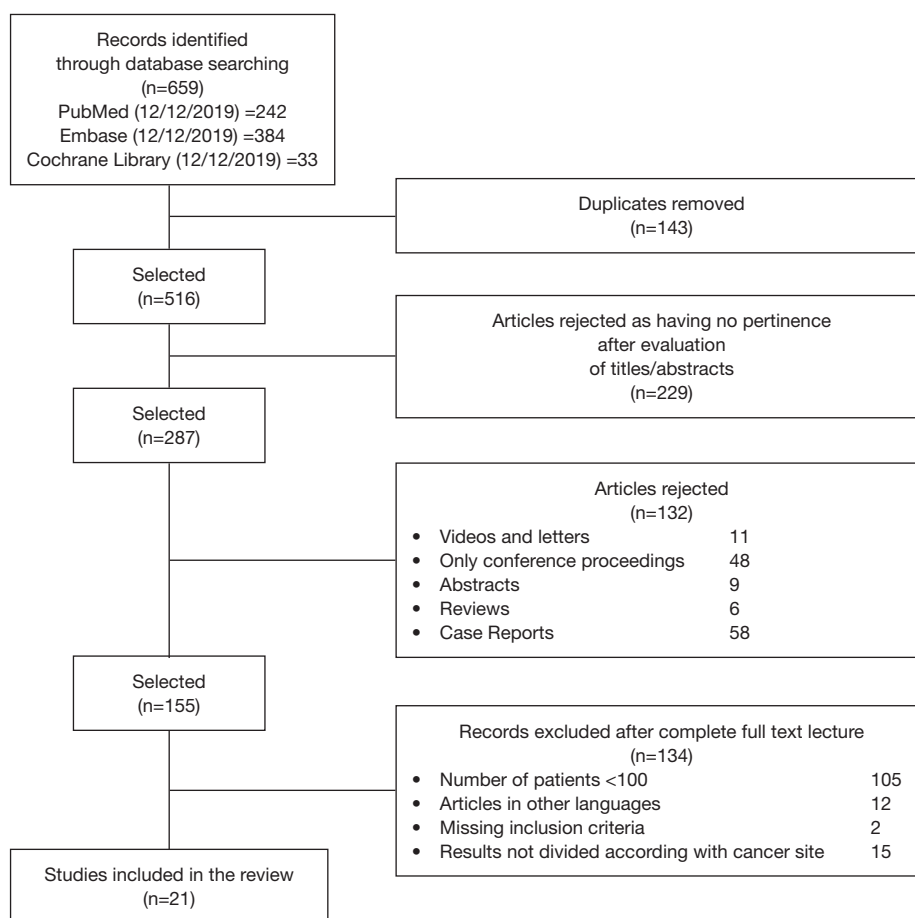 Records identified
through database searching
(n=659)
PubMed (12/12/2019) =242
Embase (12/12/2019) =384
Cochrane Library (12/12/2019) =33
Duplicates removed
(n=143)
Selected
(n=516)
Articles rejected as having no pertinence
after evaluation
of titles/abstracts
(n=229)
Selected
(n=287)
Articles rejected
(n=132)
• Videos and letters 11
• Only conference proceedings 48
• Abstracts 9
• Reviews 6
• Case Reports 58
Selected
(n=155)
Records excluded after complete full text lecture
(n=134)
• Number of patients <100 105
• Articles in other languages 12
• Missing inclusion criteria 2
• Results not divided according with cancer site 15
Studies included in the review
(n=21)